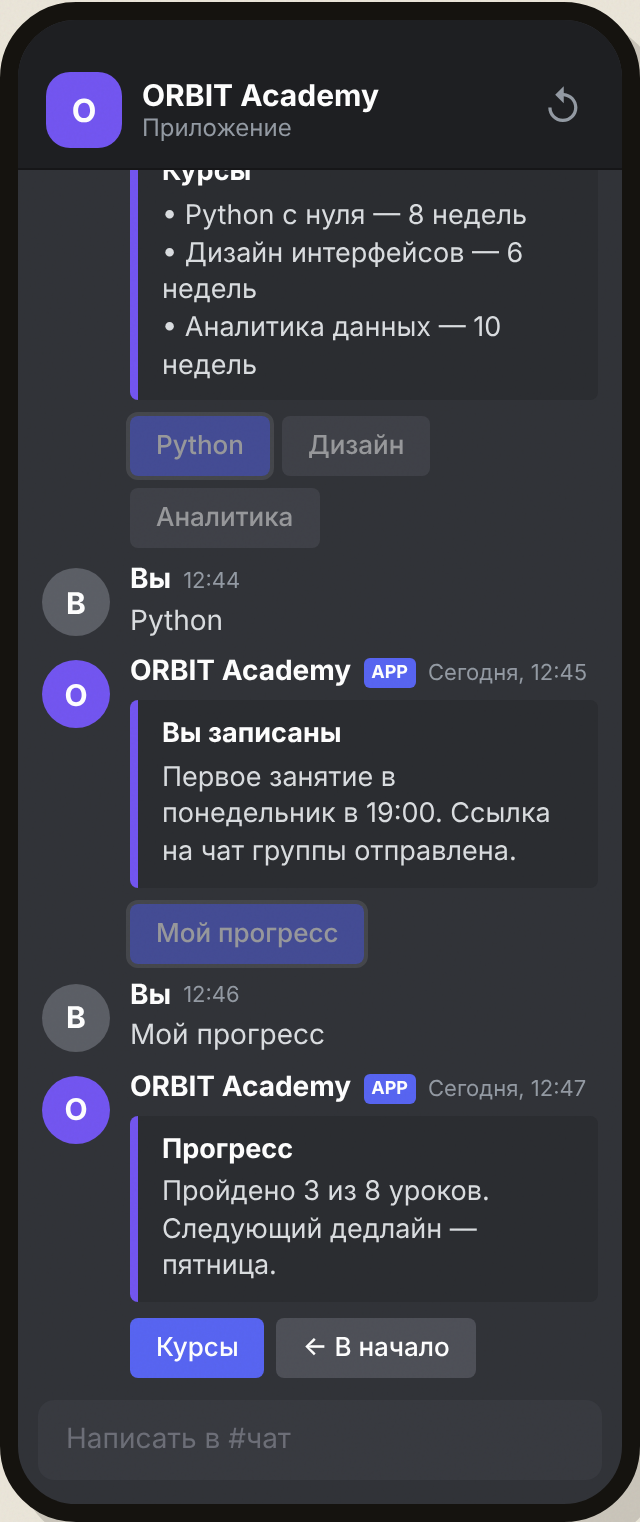 O
ORBIT Academy
Приложение
Курсы
• Python с нуля — 8 недель
• Дизайн интерфейсов — 6
недель
• Аналитика данных — 10
недель
Python
Дизайн
Аналитика
В
Вы 12:44
Python
O
ORBIT Academy APP Сегодня, 12:45
Вы записаны
Первое занятие в
понедельник в 19:00. Ссылка
на чат группы отправлена.
Мой прогресс
В
Вы 12:46
Мой прогресс
O
ORBIT Academy APP Сегодня, 12:47
Прогресс
Пройдено 3 из 8 уроков.
Следующий дедлайн —
пятница.
Курсы
← В начало
Написать в #чат